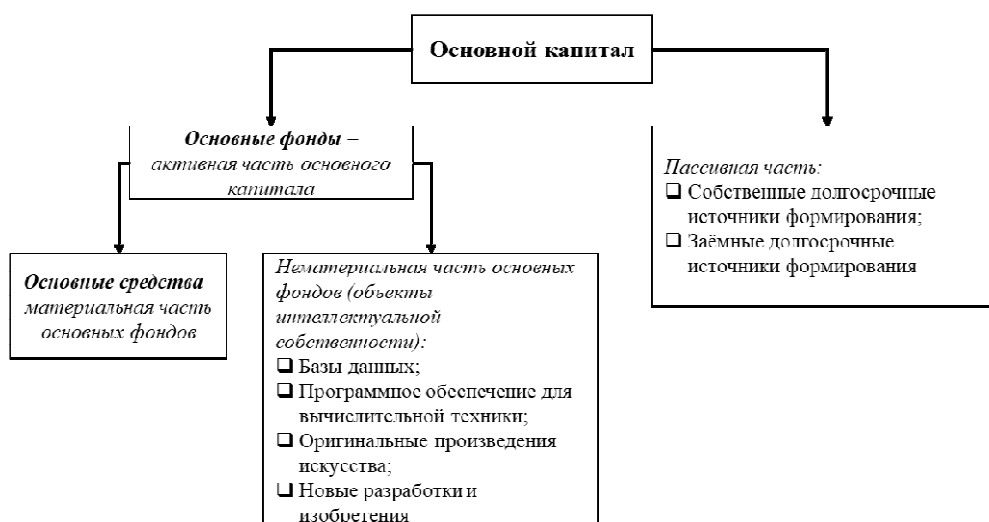 Основной капитал
Основные фонды –
активная часть основного
капитала
Пассивная часть:
Собственные долгосрочные
источники формирования;
Заёмные долгосрочные
источники формирования
Основные средства
материальная часть
основных фондов
Нематериальная часть основных
фондов (объекты
интеллектуальной
собственности):
Базы данных;
Программное обеспечение для
вычислительной техники;
Оригинальные произведения
искусства;
Новые разработки и
изобретения